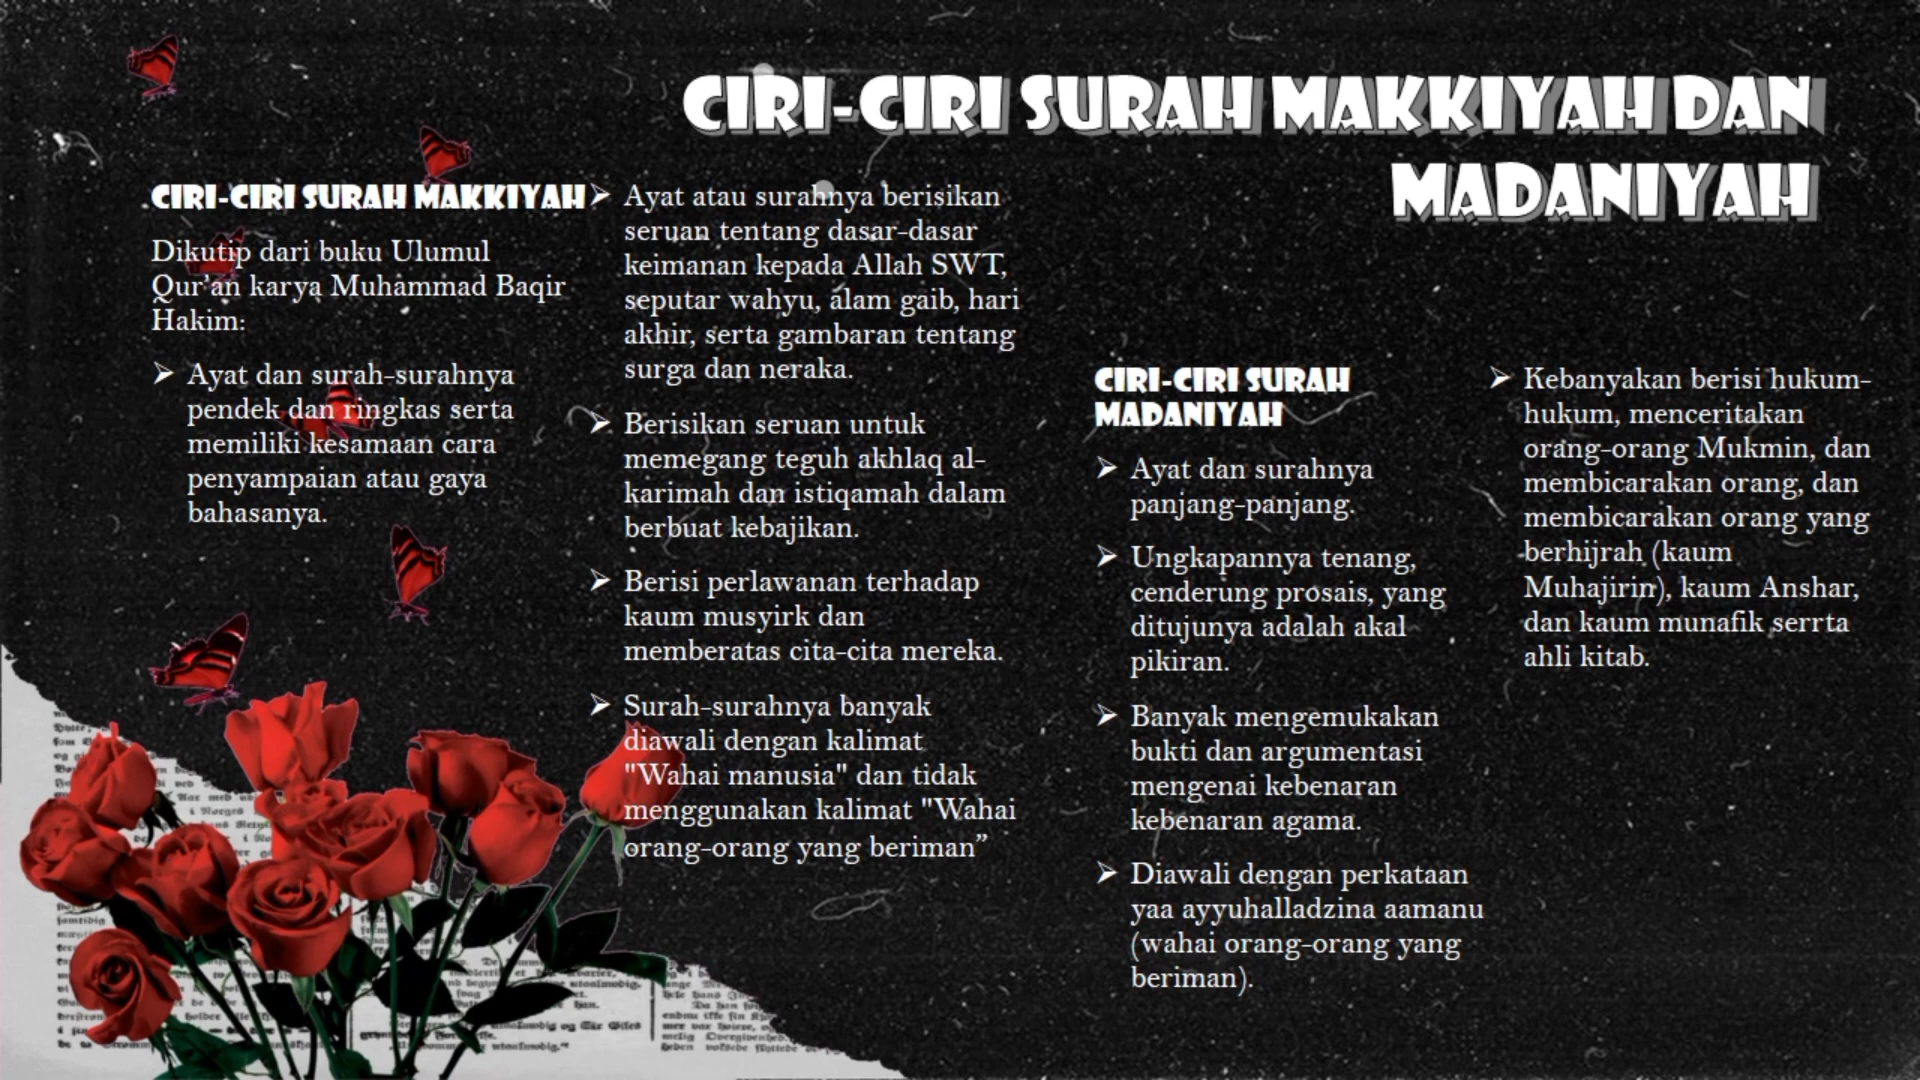 CIRI-CIRI SURAH MAKKIYAH DAN
MADANIYAH
CIRI-CIRI SURAH MAKKIYAH
Dikutip dari buku Ulumul
Qur'an karya Muhammad Baqir
Hakim:
➢ Ayat dan surah-surahnya
pendek dan ringkas serta
memiliki kesamaan cara
penyampaian atau gaya
bahasanya.
➢ Ayat atau surahnya berisikan
seruan tentang dasar-dasar
keimanan kepada Allah SWT,
seputar wahyu, alam gaib, hari
akhir, serta gambaran tentang
surga dan neraka.
➢ Berisikan seruan untuk
memegang teguh akhlaq al-
karimah dan istiqamah dalam
berbuat kebajikan.
➢ Berisi perlawanan terhadap
kaum musyirk dan
memberatas cita-cita mereka.
➢ Surah-surahnya banyak
diawali dengan kalimat
"Wahai manusia" dan tidak
menggunakan kalimat "Wahai
orang-orang yang beriman”
CIRI-CIRI SURAH
MADANIYAH
➢ Ayat dan surahnya
panjang-panjang.
➢ Ungkapannya tenang,
cenderung prosais, yang
ditujunya adalah akal
pikiran.
➢ Banyak mengemukakan
bukti dan argumentasi
mengenai kebenaran
kebenaran agama.
➢ Diawali dengan perkataan
yaa ayyuhalladzina aamanu
(wahai orang-orang yang
beriman).
➢ Kebanyakan berisi hukum-
hukum, menceritakan
orang-orang Mukmin, dan
membicarakan orang, dan
membicarakan orang yang
berhijrah (kaum
Muhajirin), kaum Anshar,
dan kaum munafik serrta
ahli kitab.